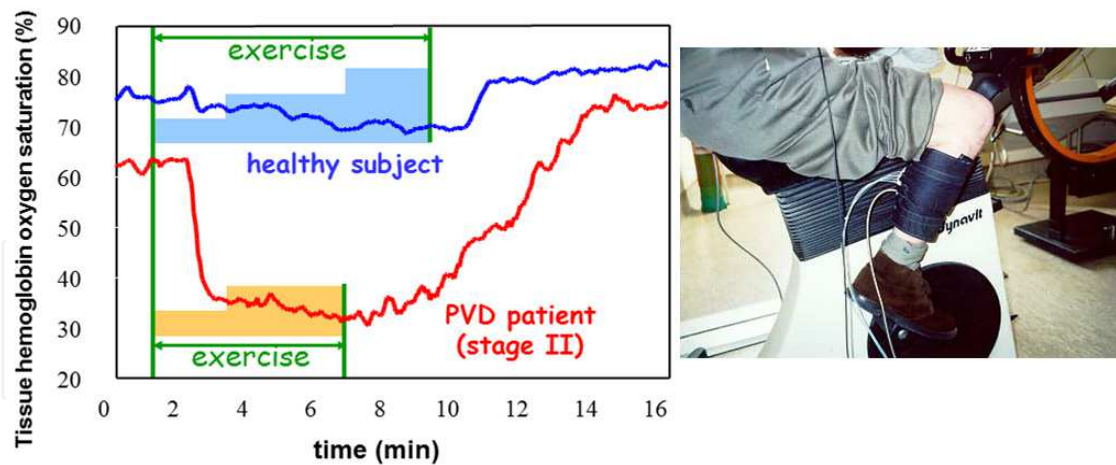 Tissue hemoglobin oxygen saturation (%)
90
80
70
60
50
40
30
20
exercise
healthy subject
PVD patient
(stage II)
exercise
0 2 4 6 8 10 12 14 16
time (min)
dynavit